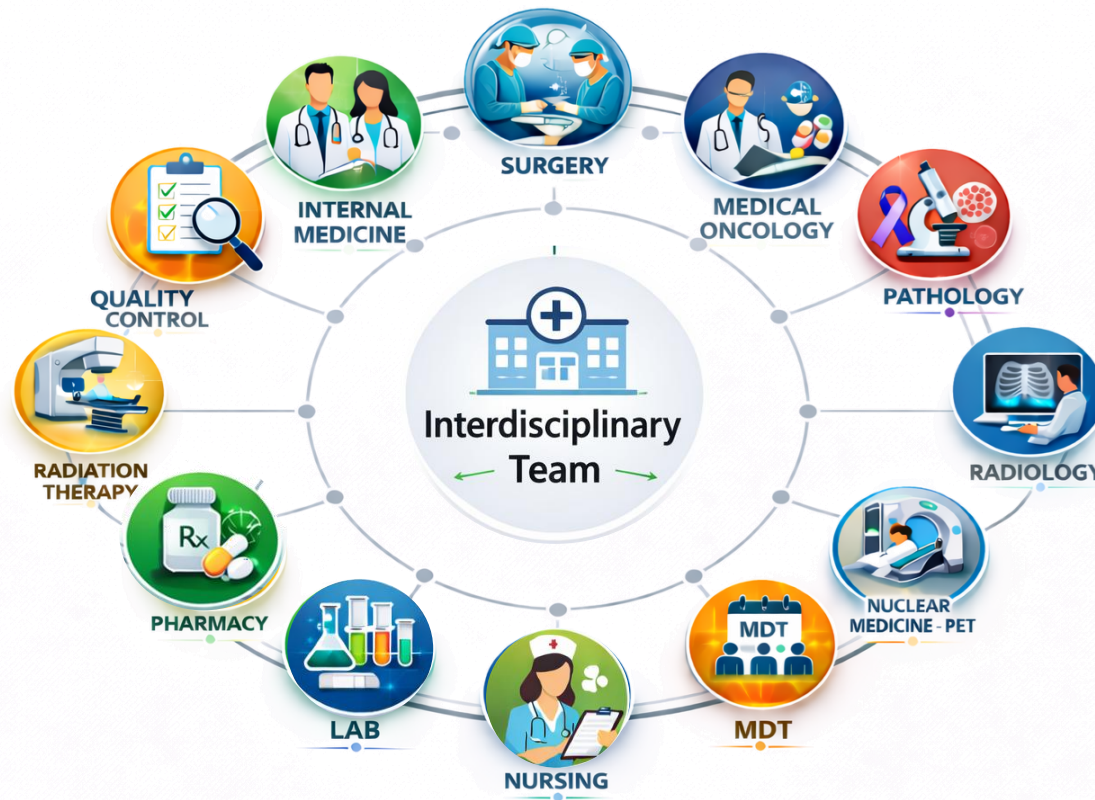 SURGERY
INTERNAL
MEDICINE
MEDICAL
ONCOLOGY
QUALITY
CONTROL
PATHOLOGY
Interdisciplinary
Team
RADIATION
THERAPY
RADIOLOGY
Rx
PHARMACY
NUCLEAR
MEDICINE - PET
MDT
LAB
MDT
NURSING